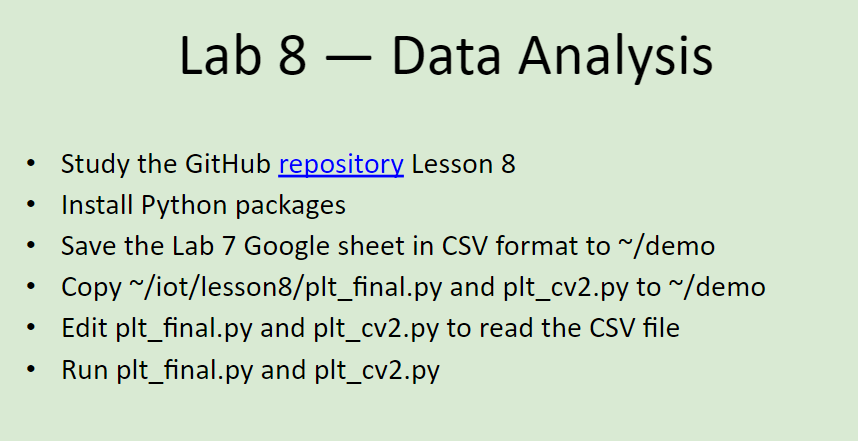 Lab 8 — Data Analysis
• Study the GitHub repository Lesson 8
• Install Python packages
• Save the Lab 7 Google sheet in CSV format to ~/demo
• Copy ~/iot/lesson8/plt_final.py and plt_cv2.py to ~/demo
• Edit plt_final.py and plt_cv2.py to read the CSV file
• Run plt_final.py and plt_cv2.py